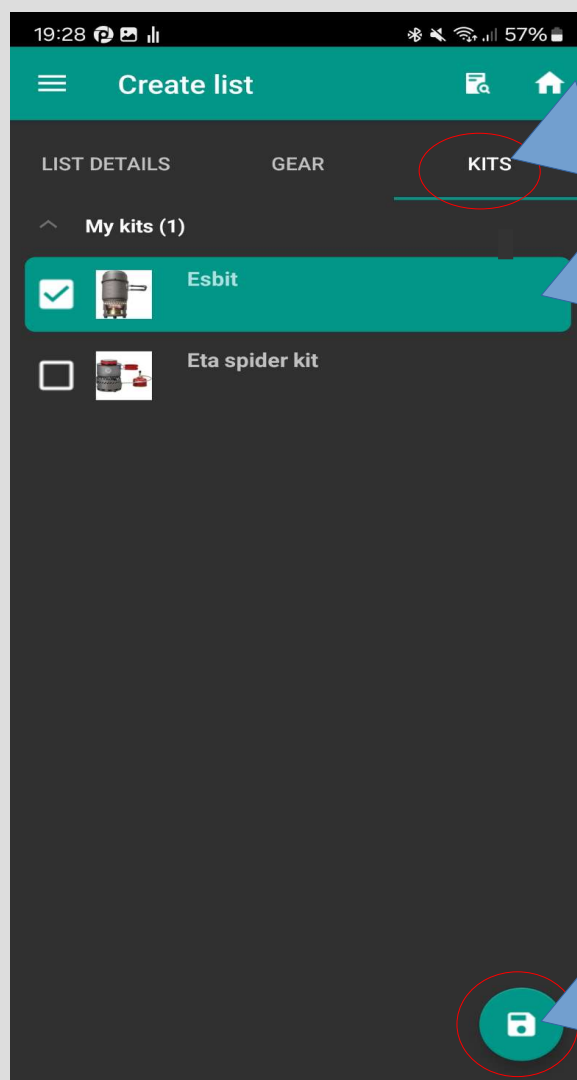 19:28 57%
Create list
LIST DETAILS GEAR KITS
My kits (1)
Esbit
Eta spider kit